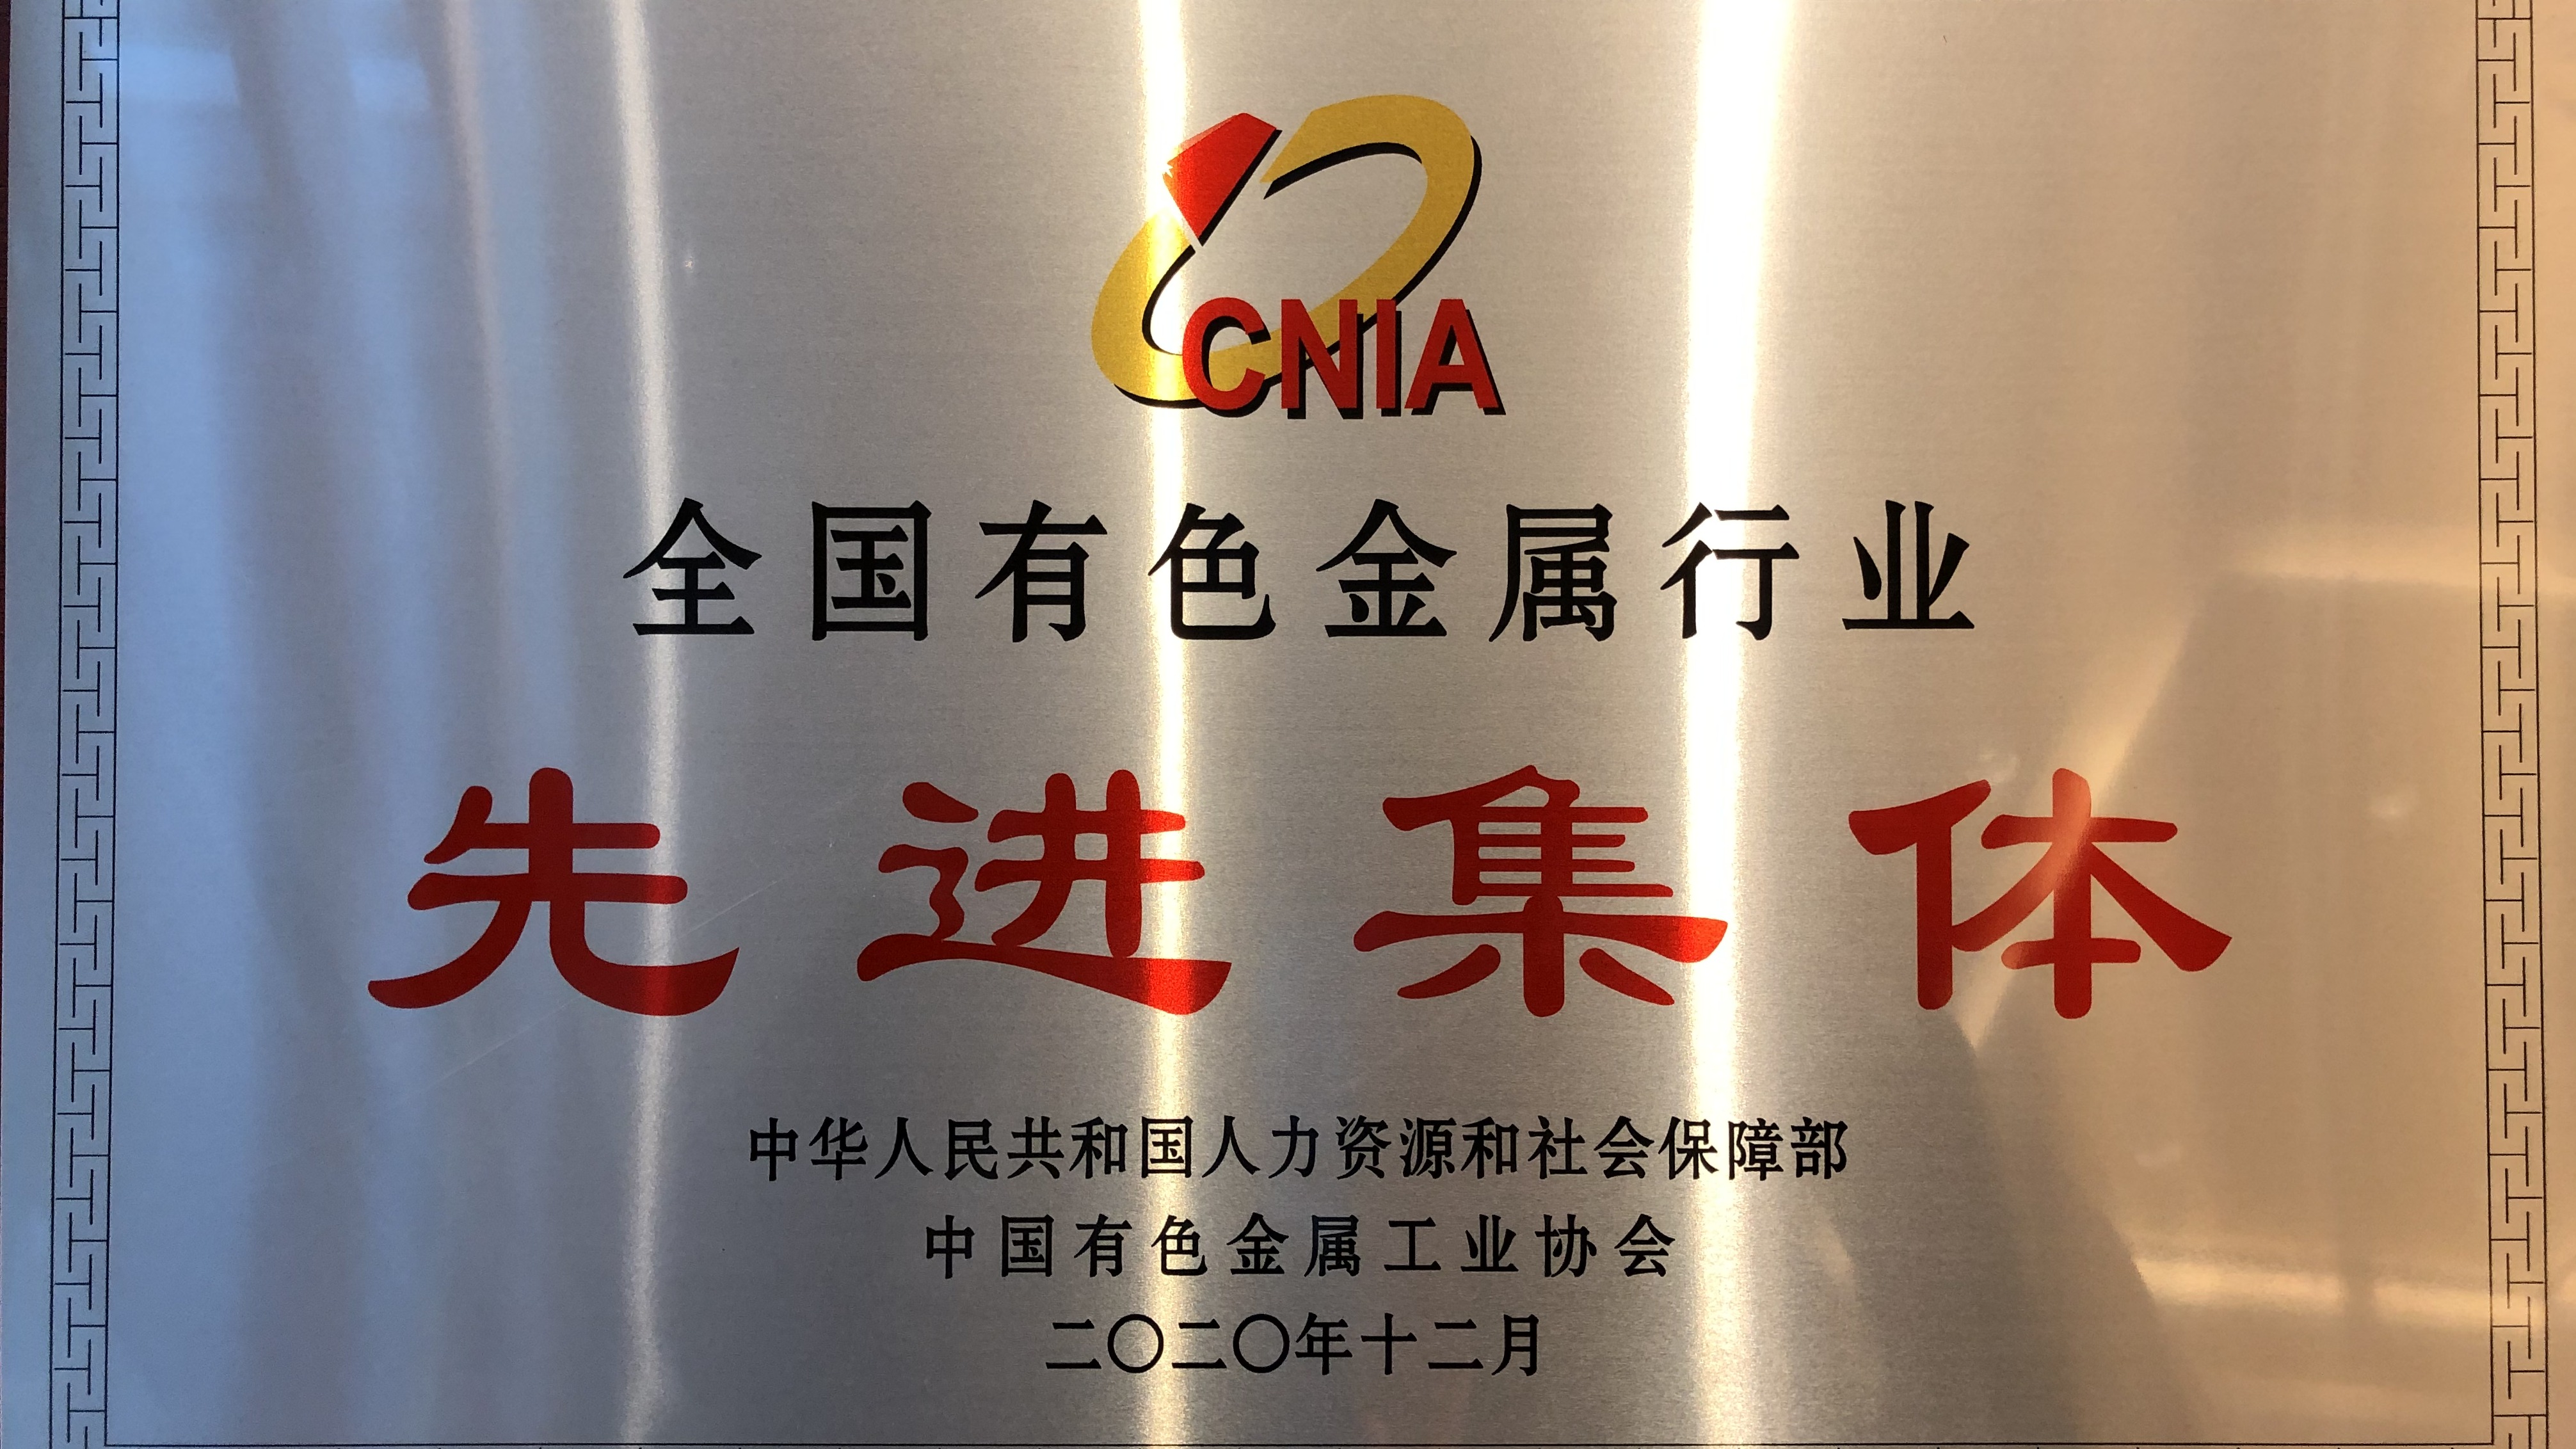 CNIA
全国有色金属行业
先进集体
中华人民共和国人力资源和社会保障部
中国有色金属工业协会
二〇二〇年十二月